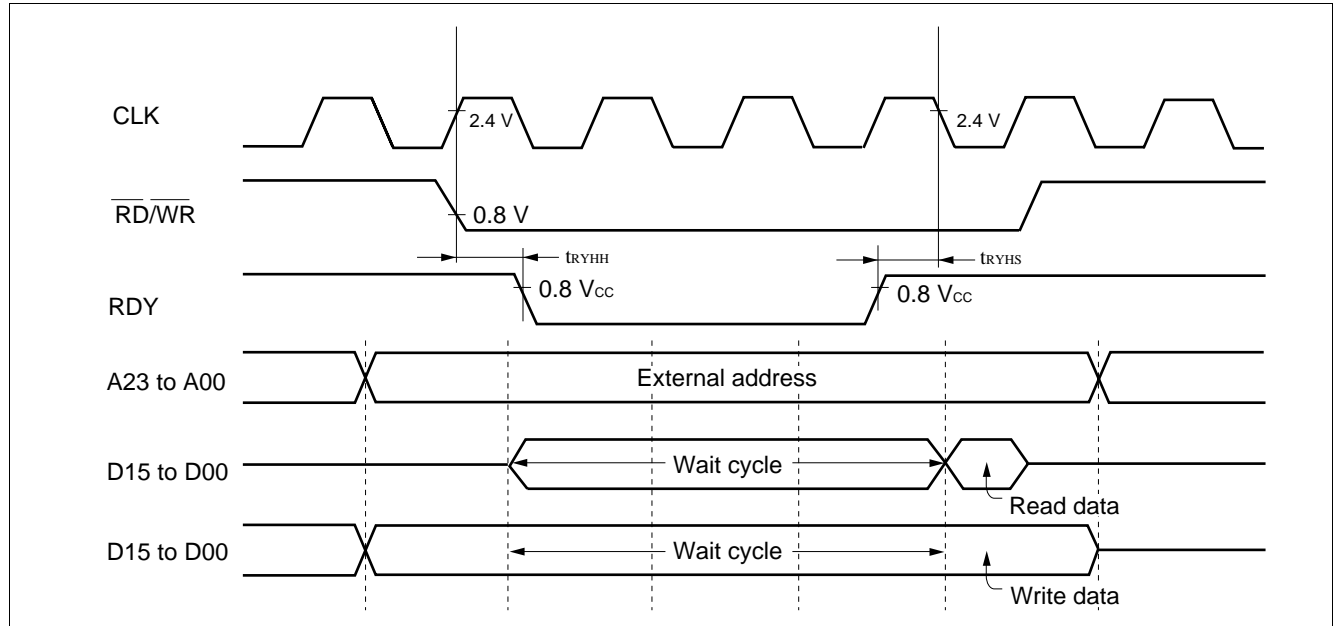 CLK
2.4 V
2.4 V
RD/WR
0.8 V
tRYHH
tRYHS
RDY
0.8 VCC
0.8 VCC
A23 to A00
External address
D15 to D00
Wait cycle
Read data
D15 to D00
Wait cycle
Write data